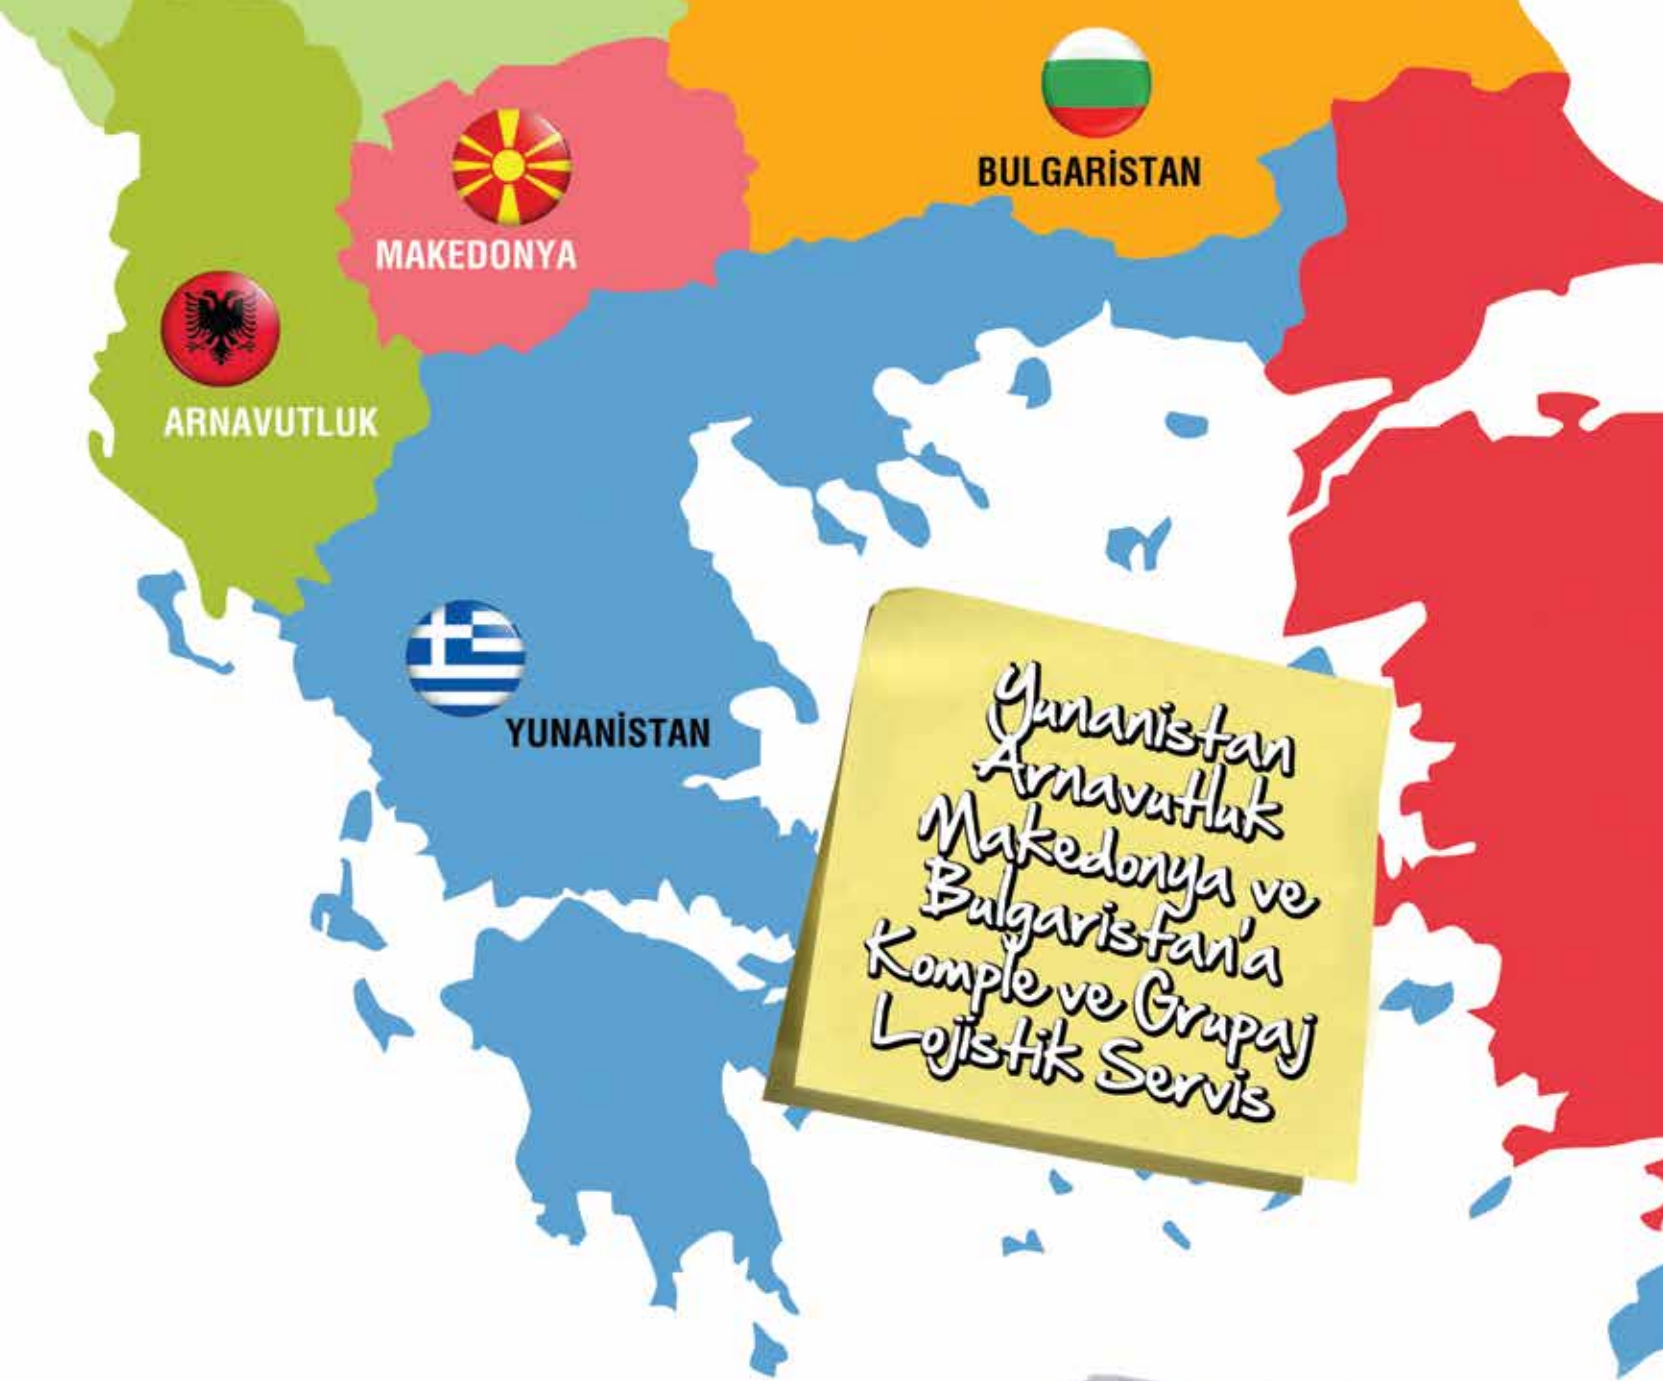 BULGARİSTAN
MAKEDONYA
ARNAVUTLUK
YUNANİSTAN
Yunanistan
Arnavutluk
Makedonya ve
Bulgaristan'a
Komple ve Grupaj
Lojistik Servis